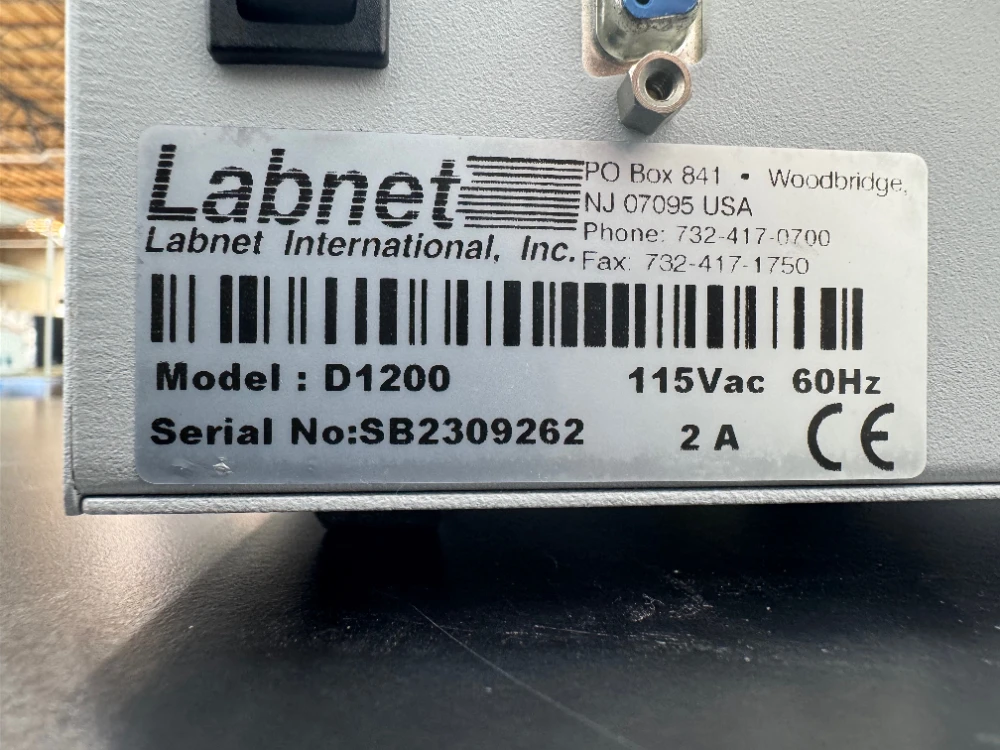 Labnet
Labnet International, Inc.
PO Box 841 • Woodbridge,
NJ 07095 USA
Phone: 732-417-0700
Fax: 732-417-1750
Model : D1200 115Vac 60Hz
Serial No:SB2309262 2 A CE